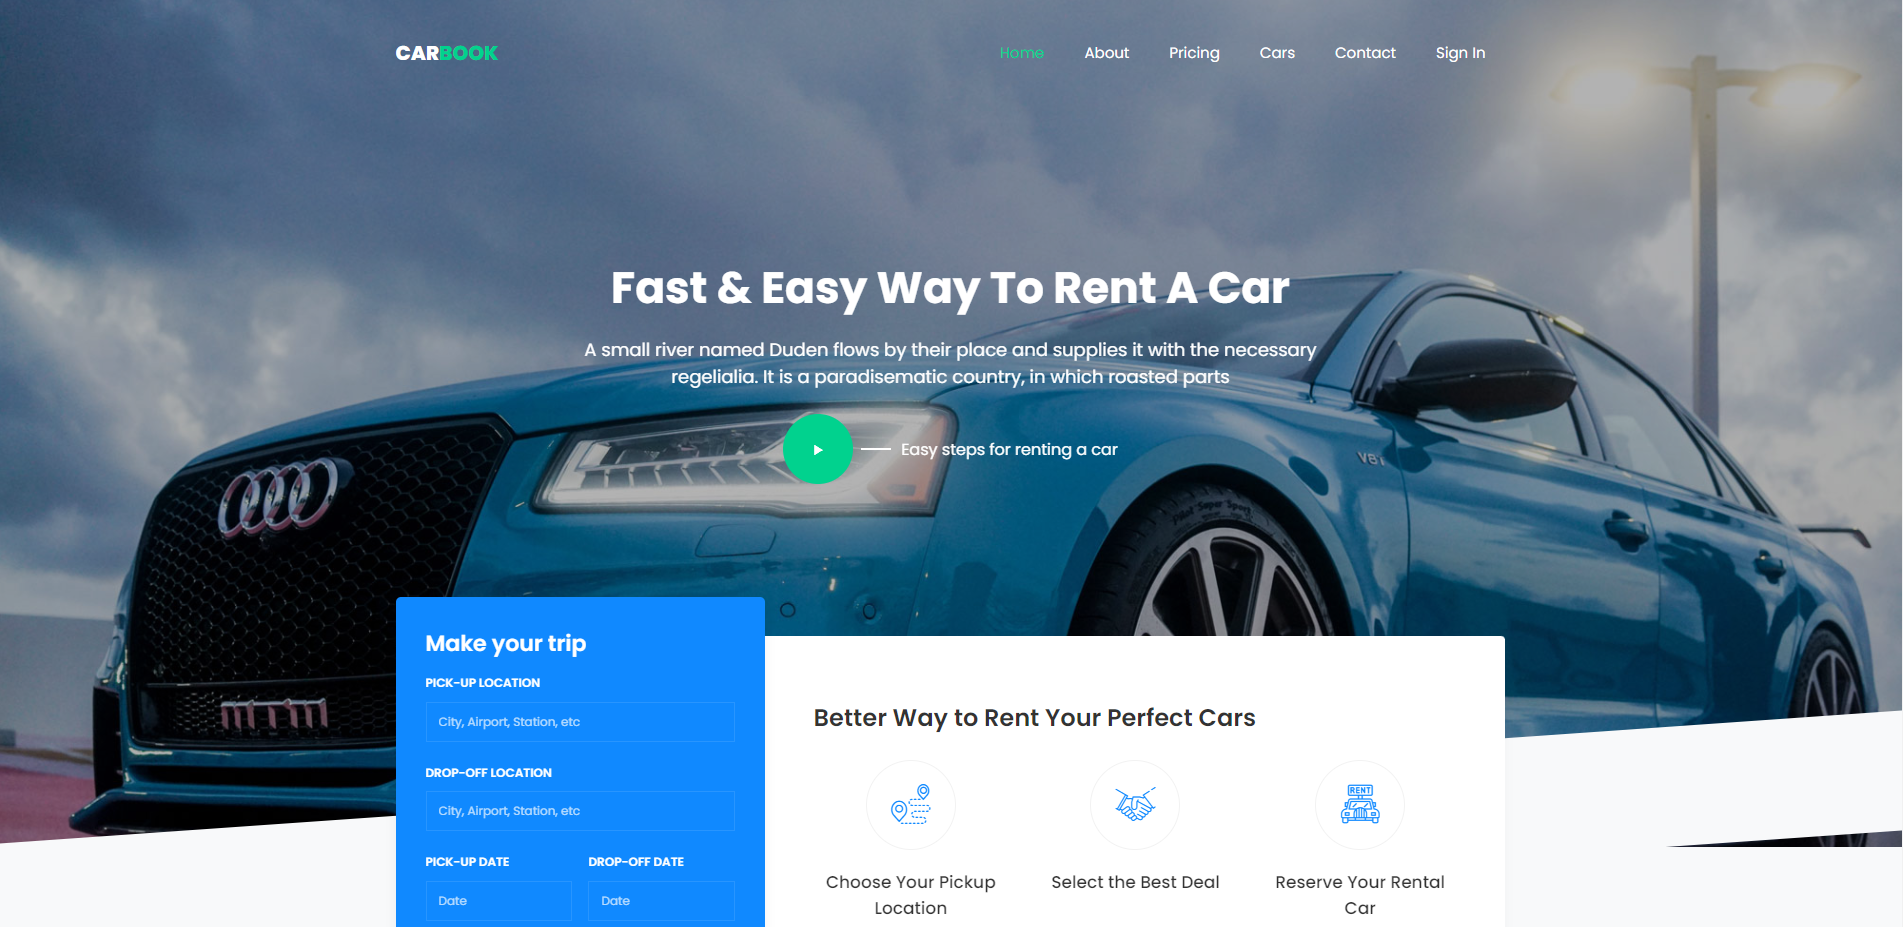 CARBOOK
Home About Pricing Cars Contact Sign In
Fast & Easy Way To Rent A Car
A small river named Duden flows by their place and supplies it with the necessary
regelialia. It is a paradisematic country, in which roasted parts
Easy steps for renting a car
V8T
Pilot Super Sport
Make your trip
PICK-UP LOCATION
City, Airport, Station, etc
DROP-OFF LOCATION
City, Airport, Station, etc
PICK-UP DATE DROP-OFF DATE
Date Date
Better Way to Rent Your Perfect Cars
RENT
Choose Your Pickup
Location
Select the Best Deal
Reserve Your Rental
Car